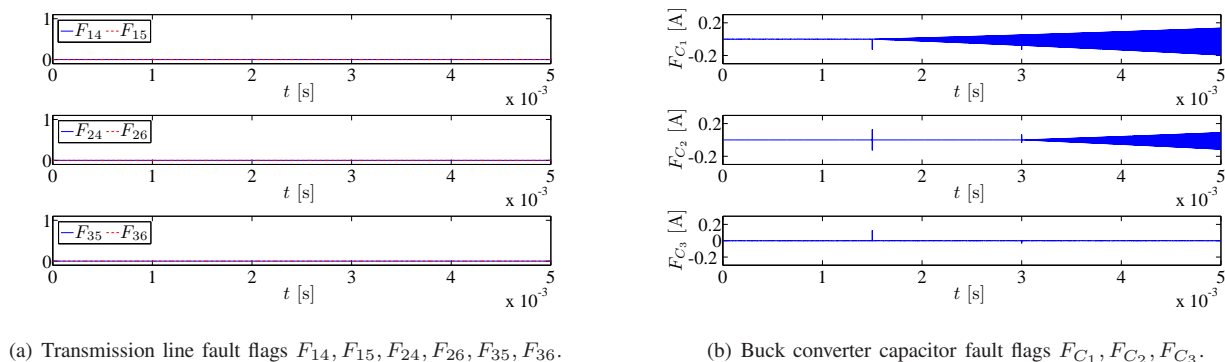 1
0
F14 F15
0 1 2 3 4 5
t [s]
x 10-3
1
0
F24 F26
0 1 2 3 4 5
t [s]
x 10-3
1
0
F35 F36
0 1 2 3 4 5
t [s]
x 10-3
(a) Transmission line fault flags F14, F15, F24, F26, F35, F36.
FC1 [A]
0.2
0
-0.2
0 1 2 3 4 5
t [s]
x 10-3
FC2 [A]
0.2
-0.2
0 1 2 3 4 5
t [s]
x 10-3
FC3 [A]
0.2
0
-0.2
0 1 2 3 4 5
t [s]
x 10-3
(b) Buck converter capacitor fault flags FC1, FC2, FC3.